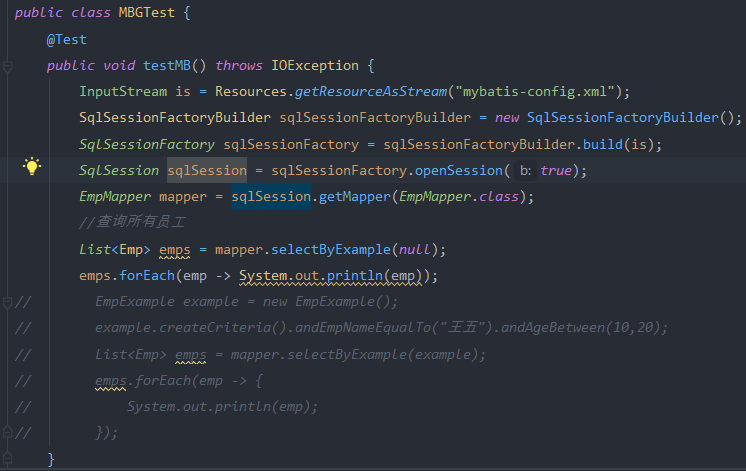 public class MBGTest {
@Test
public void testMB() throws IOException {
InputStream is = Resources.getResourceAsStream("mybatis-config.xml");
SqlSessionFactoryBuilder sqlSessionFactoryBuilder = new SqlSessionFactoryBuilder();
SqlSessionFactory sqlSessionFactory = sqlSessionFactoryBuilder.build(is);
SqlSession sqlSession = sqlSessionFactory.openSession( b: true);
EmpMapper mapper = sqlSession.getMapper(EmpMapper.class);
//查询所有员工
List<Emp> emps = mapper.selectByExample(null);
emps.forEach(emp -> System.out.println(emp));
// EmpExample example = new EmpExample();
// example.createCriteria().andEmpNameEqualTo("王五").andAgeBetween(10,20);
// List<Emp> emps = mapper.selectByExample(example);
// emps.forEach(emp -> {
// System.out.println(emp);
// });
}